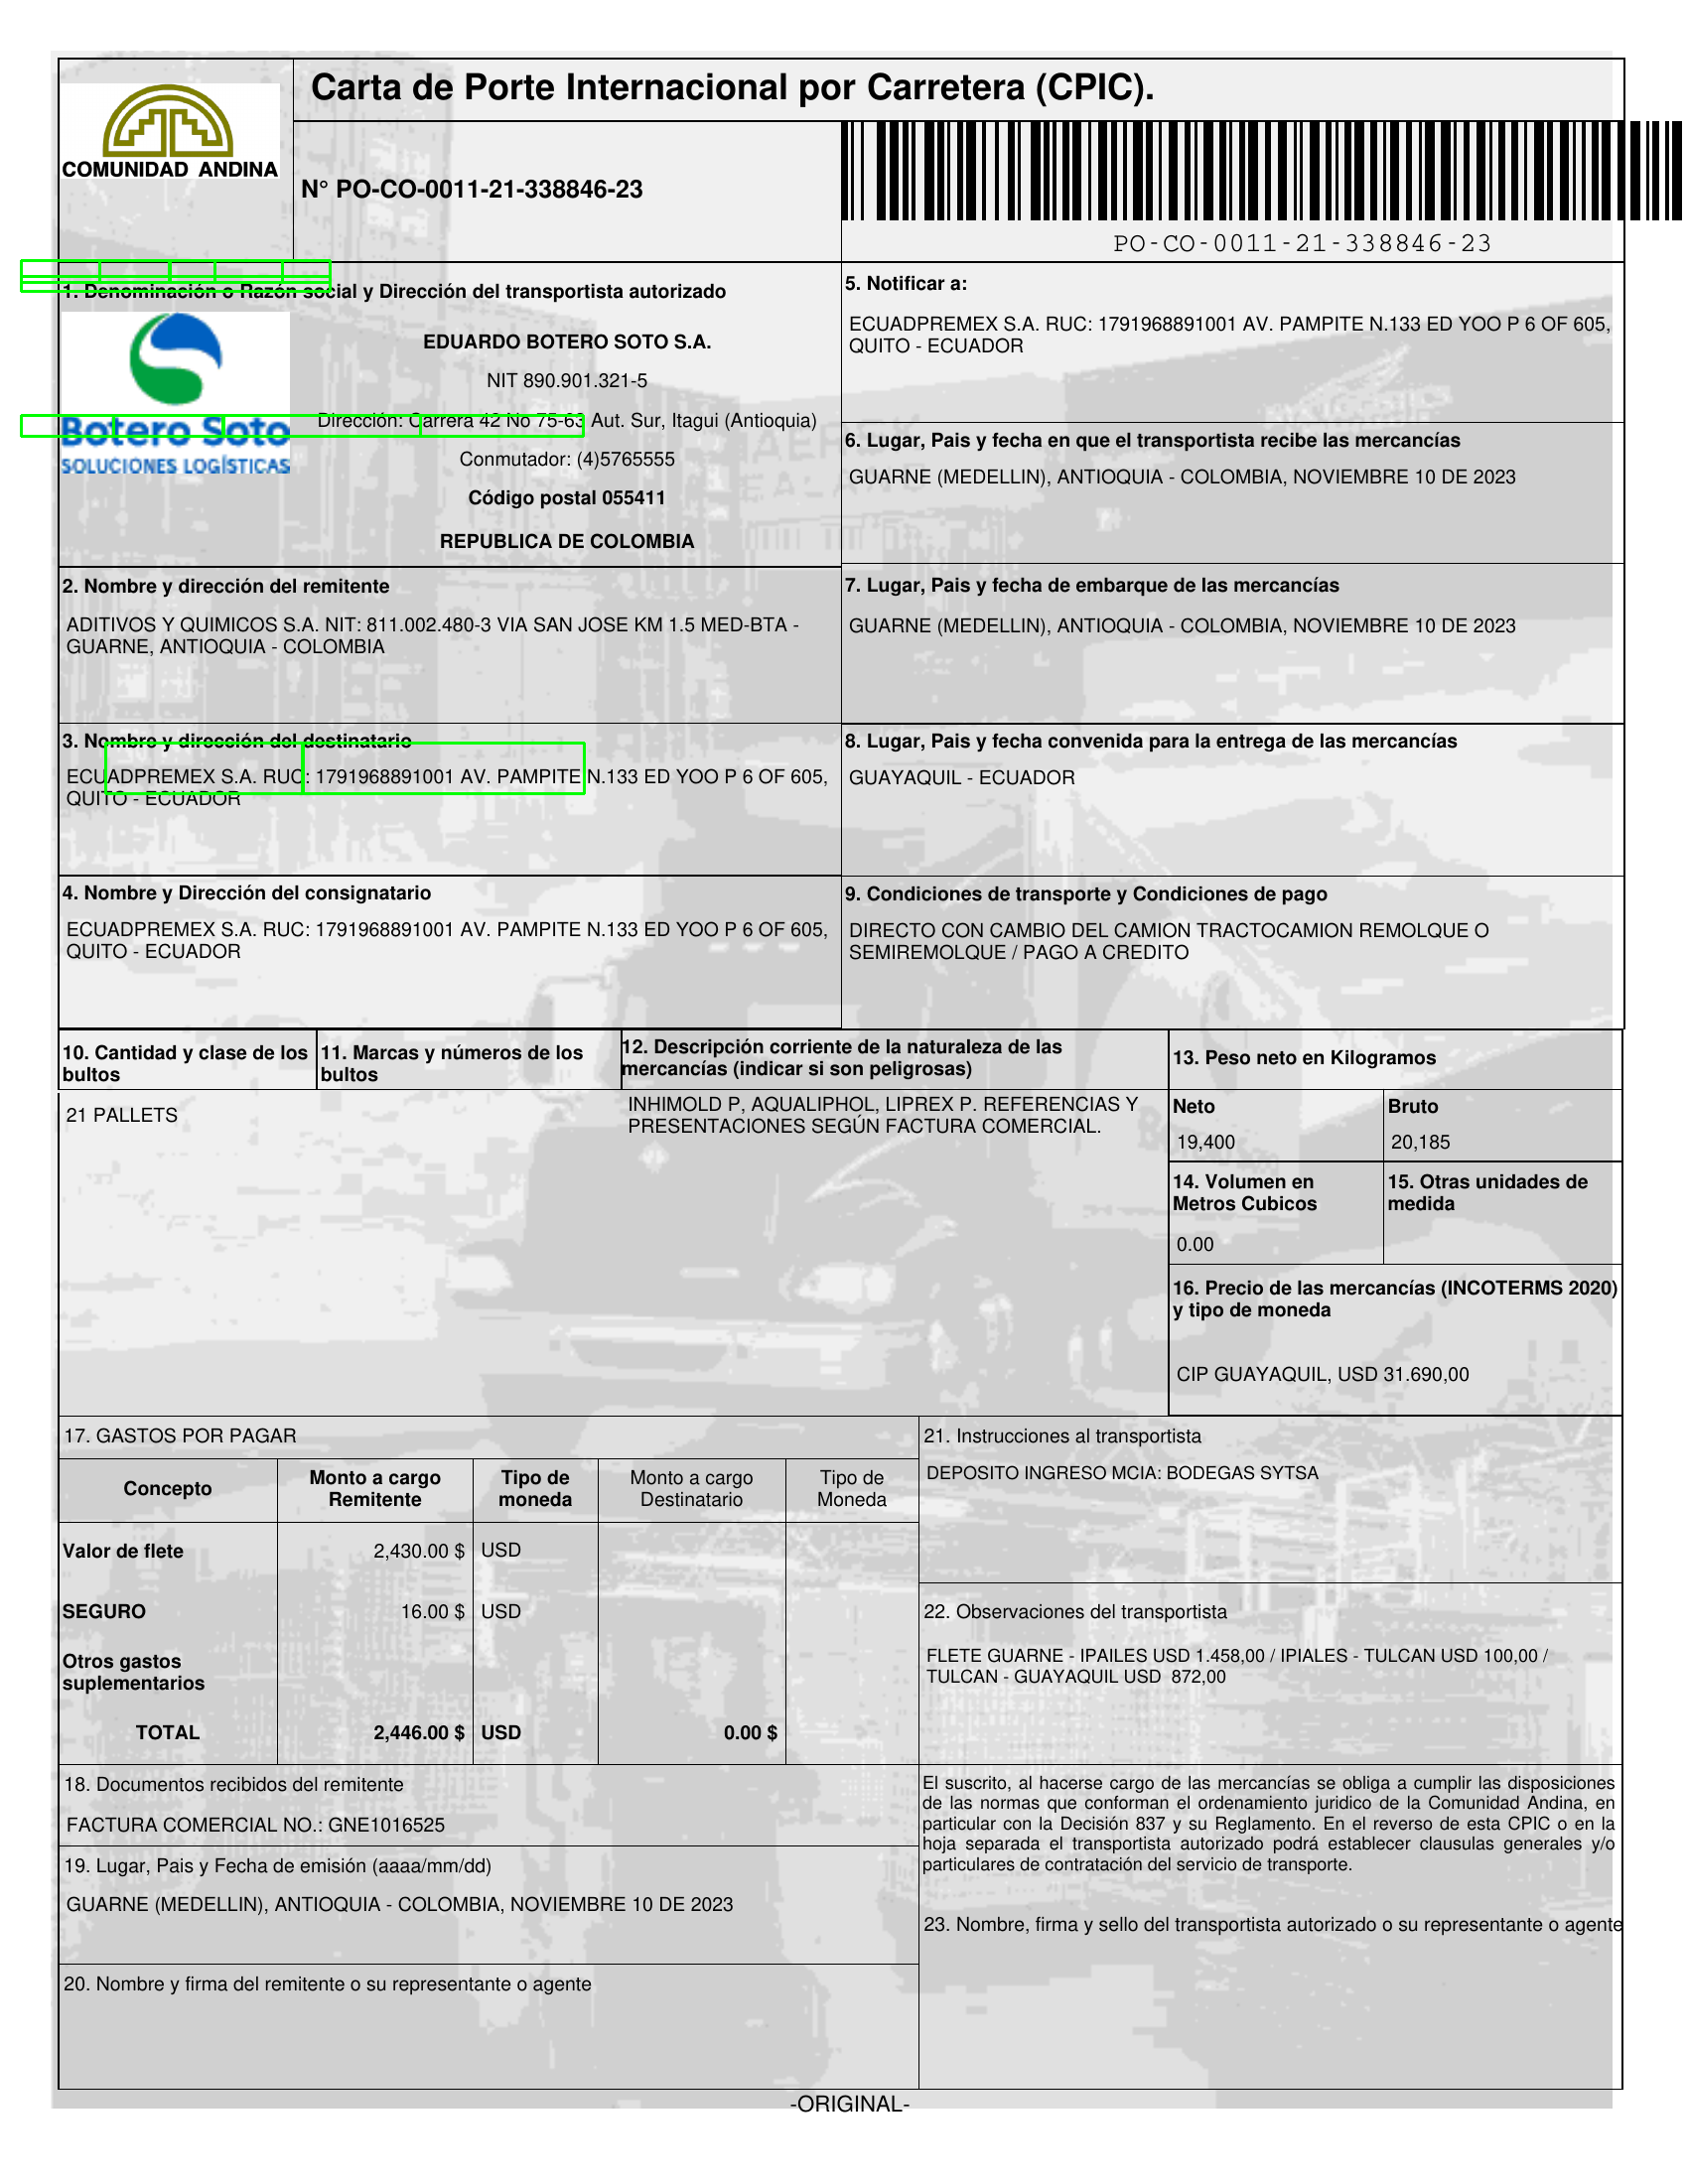 Carta de Porte Internacional por Carretera (CPIC).
COMUNIDAD ANDINA
N° PO-CO-0011-21-338846-23
PO-CO-0011-21-338846-23
1. Denominación o Razón social y Dirección del transportista autorizado
Botero Soto
SOLUCIONES LOGÍSTICAS
EDUARDO BOTERO SOTO S.A.
NIT 890.901.321-5
Dirección: Carrera 42 No 75-63 Aut. Sur, Itagui (Antioquia)
Conmutador: (4)5765555
Código postal 055411
REPUBLICA DE COLOMBIA
5. Notificar a:
ECUADPREMEX S.A. RUC: 1791968891001 AV. PAMPITE N.133 ED YOO P 6 OF 605,
QUITO - ECUADOR
6. Lugar, Pais y fecha en que el transportista recibe las mercancías
GUARNE (MEDELLIN), ANTIOQUIA - COLOMBIA, NOVIEMBRE 10 DE 2023
2. Nombre y dirección del remitente
ADITIVOS Y QUIMICOS S.A. NIT: 811.002.480-3 VIA SAN JOSE KM 1.5 MED-BTA -
GUARNE, ANTIOQUIA - COLOMBIA
7. Lugar, Pais y fecha de embarque de las mercancías
GUARNE (MEDELLIN), ANTIOQUIA - COLOMBIA, NOVIEMBRE 10 DE 2023
3. Nombre y dirección del destinatario
ECUADPREMEX S.A. RUC: 1791968891001 AV. PAMPITE N.133 ED YOO P 6 OF 605,
QUITO - ECUADOR
8. Lugar, Pais y fecha convenida para la entrega de las mercancías
GUAYAQUIL - ECUADOR
4. Nombre y Dirección del consignatario
ECUADPREMEX S.A. RUC: 1791968891001 AV. PAMPITE N.133 ED YOO P 6 OF 605,
QUITO - ECUADOR
9. Condiciones de transporte y Condiciones de pago
DIRECTO CON CAMBIO DEL CAMION TRACTOCAMION REMOLQUE O
SEMIREMOLQUE / PAGO A CREDITO
10. Cantidad y clase de los
bultos
21 PALLETS
11. Marcas y números de los
bultos
12. Descripción corriente de la naturaleza de las
mercancías (indicar si son peligrosas)
INHIMOLD P, AQUALIPHOL, LIPREX P. REFERENCIAS Y
PRESENTACIONES SEGÚN FACTURA COMERCIAL.
13. Peso neto en Kilogramos
Neto
19,400
Bruto
20,185
14. Volumen en
Metros Cubicos
0.00
15. Otras unidades de
medida
16. Precio de las mercancías (INCOTERMS 2020)
y tipo de moneda
CIP GUAYAQUIL, USD 31.690,00
17. GASTOS POR PAGAR
Concepto
Monto a cargo
Remitente
Tipo de
moneda
Monto a cargo
Destinatario
Tipo de
Moneda
Valor de flete 2,430.00 $ USD
SEGURO 16.00 $ USD
Otros gastos
suplementarios
TOTAL 2,446.00 $ USD 0.00 $
21. Instrucciones al transportista
DEPOSITO INGRESO MCIA: BODEGAS SYTSA
22. Observaciones del transportista
FLETE GUARNE - IPAILES USD 1.458,00 / IPIALES - TULCAN USD 100,00 /
TULCAN - GUAYAQUIL USD 872,00
18. Documentos recibidos del remitente
FACTURA COMERCIAL NO.: GNE1016525
19. Lugar, Pais y Fecha de emisión (aaaa/mm/dd)
GUARNE (MEDELLIN), ANTIOQUIA - COLOMBIA, NOVIEMBRE 10 DE 2023
20. Nombre y firma del remitente o su representante o agente
El suscrito, al hacerse cargo de las mercancías se obliga a cumplir las disposiciones
de las normas que conforman el ordenamiento juridico de la Comunidad Andina, en
particular con la Decisión 837 y su Reglamento. En el reverso de esta CPIC o en la
hoja separada el transportista autorizado podrá establecer clausulas generales y/o
particulares de contratación del servicio de transporte.
23. Nombre, firma y sello del transportista autorizado o su representante o agente
-ORIGINAL-